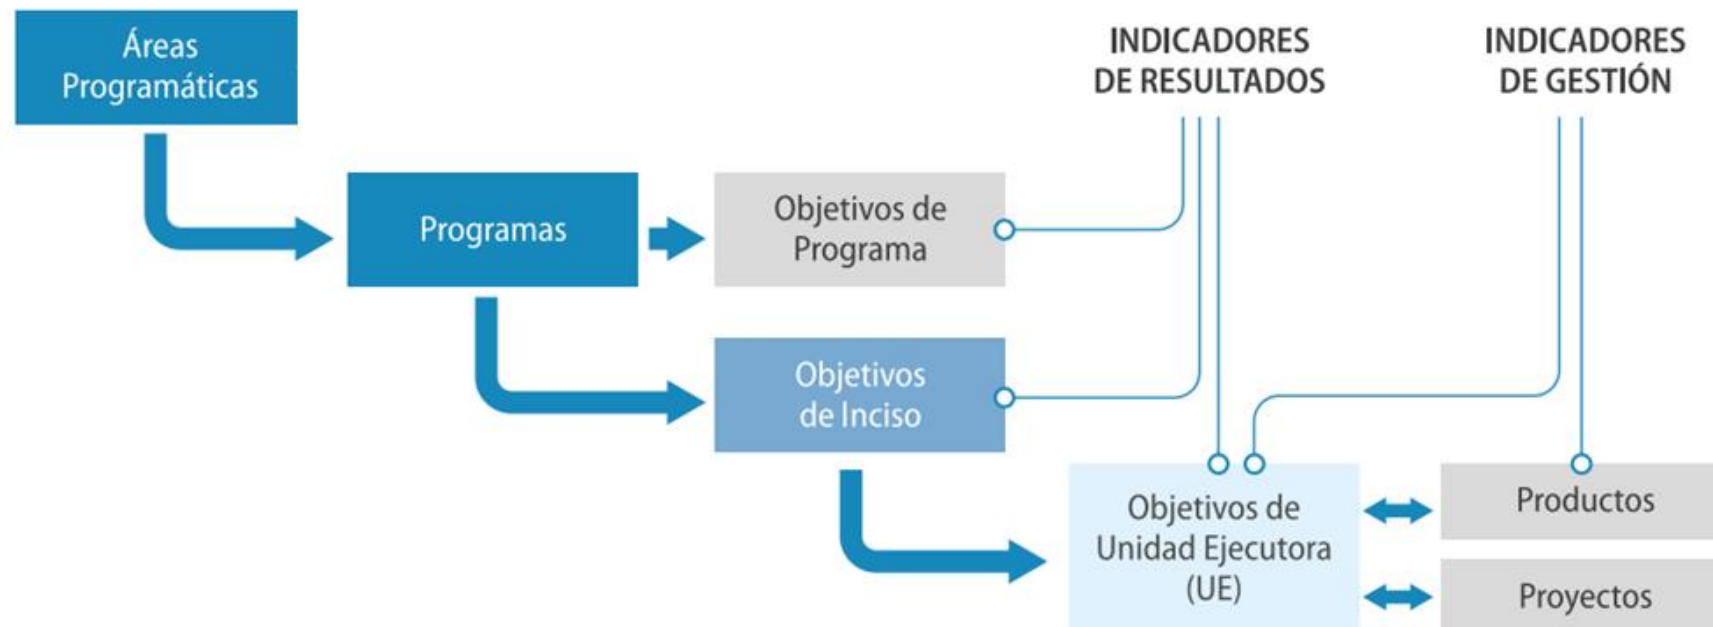 Áreas
Programáticas
INDICADORES
DE RESULTADOS
INDICADORES
DE GESTIÓN
Programas
Objetivos de
Programa
Objetivos
de Inciso
Objetivos de
Unidad Ejecutora
(UE)
Productos
Proyectos